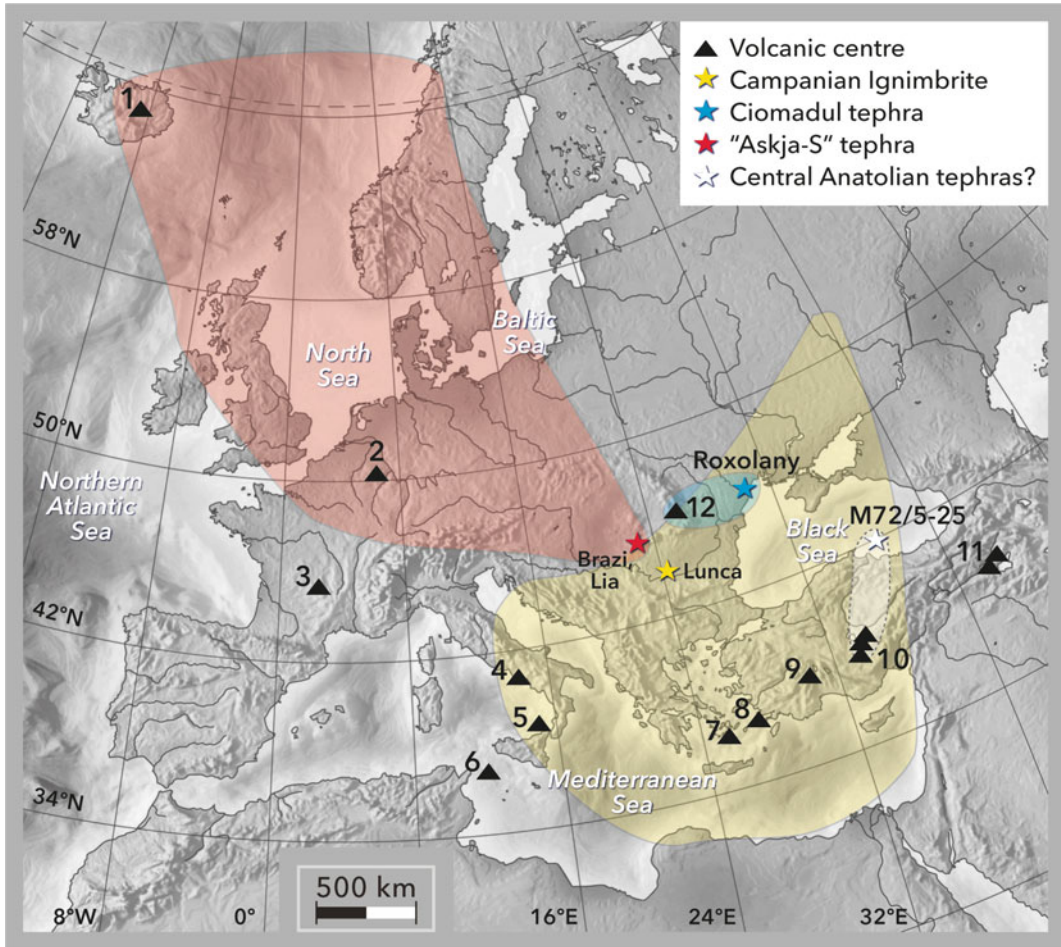 Volcanic centre
Campanian Ignimbrite
Ciomadul tephra
"Askja-S" tephra
Central Anatolian tephras?
1
58°N
Baltic
Sea
North
Sea
50°N
2
Roxolany
Northern
Atlantic
Sea
12
M72/5-25
Black
Sea
11
Brazi,
Lia
Lunca
3
42°N
10
4
9
5
8
7
6
Mediterranean
Sea
34°N
500 km
8°W
0°
16°E
24°E
32°E